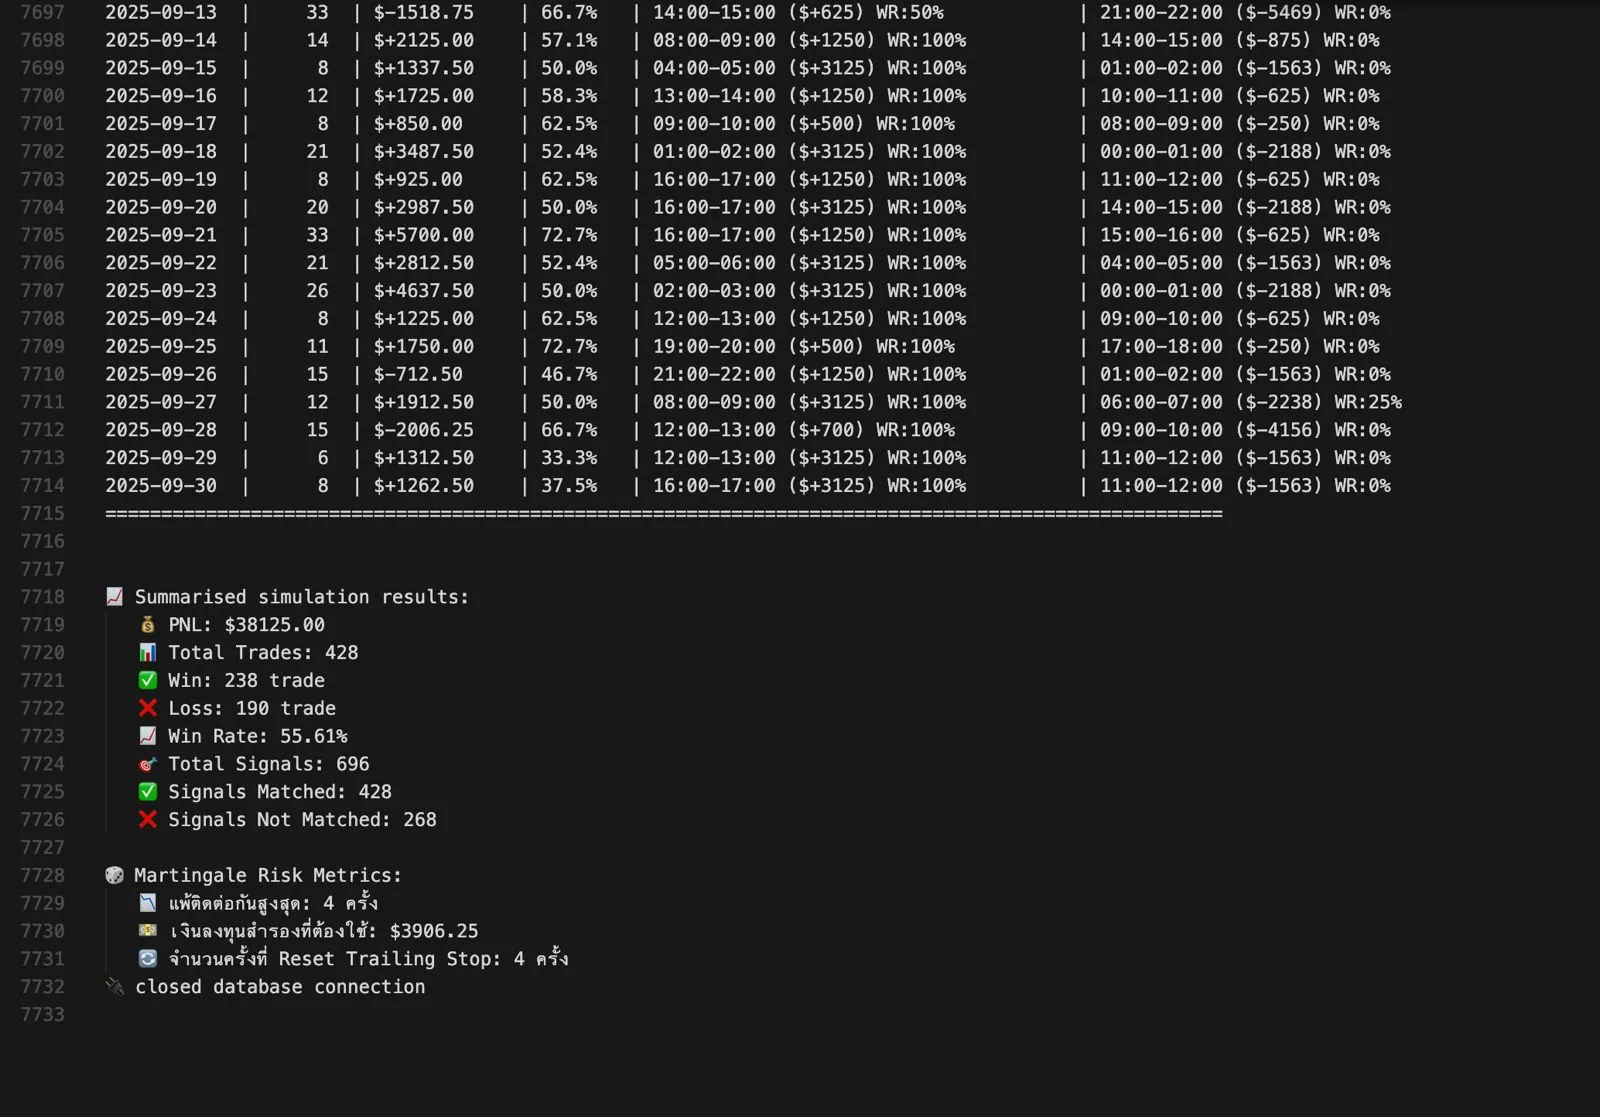 7697 2025-09-13 | 33 | $-1518.75 | 66.7% | 14:00-15:00 ($+625) WR:50% | 21:00-22:00 ($-5469) WR:0%
7698 2025-09-14 | 14 | $+2125.00 | 57.1% | 08:00-09:00 ($+1250) WR:100% | 14:00-15:00 ($-875) WR:0%
7699 2025-09-15 | 8 | $+1337.50 | 50.0% | 04:00-05:00 ($+3125) WR:100% | 01:00-02:00 ($-1563) WR:0%
7700 2025-09-16 | 12 | $+1725.00 | 58.3% | 13:00-14:00 ($+1250) WR:100% | 10:00-11:00 ($-625) WR:0%
7701 2025-09-17 | 8 | $+850.00 | 62.5% | 09:00-10:00 ($+500) WR:100% | 08:00-09:00 ($-250) WR:0%
7702 2025-09-18 | 21 | $+3487.50 | 52.4% | 01:00-02:00 ($+3125) WR:100% | 00:00-01:00 ($-2188) WR:0%
7703 2025-09-19 | 8 | $+925.00 | 62.5% | 16:00-17:00 ($+1250) WR:100% | 11:00-12:00 ($-625) WR:0%
7704 2025-09-20 | 20 | $+2987.50 | 50.0% | 16:00-17:00 ($+3125) WR:100% | 14:00-15:00 ($-2188) WR:0%
7705 2025-09-21 | 33 | $+5700.00 | 72.7% | 16:00-17:00 ($+1250) WR:100% | 15:00-16:00 ($-625) WR:0%
7706 2025-09-22 | 21 | $+2812.50 | 52.4% | 05:00-06:00 ($+3125) WR:100% | 04:00-05:00 ($-1563) WR:0%
7707 2025-09-23 | 26 | $+4637.50 | 50.0% | 02:00-03:00 ($+3125) WR:100% | 00:00-01:00 ($-2188) WR:0%
7708 2025-09-24 | 8 | $+1225.00 | 62.5% | 12:00-13:00 ($+1250) WR:100% | 09:00-10:00 ($-625) WR:0%
7709 2025-09-25 | 11 | $+1750.00 | 72.7% | 19:00-20:00 ($+500) WR:100% | 17:00-18:00 ($-250) WR:0%
7710 2025-09-26 | 15 | $-712.50 | 46.7% | 21:00-22:00 ($+1250) WR:100% | 01:00-02:00 ($-1563) WR:0%
7711 2025-09-27 | 12 | $+1912.50 | 50.0% | 08:00-09:00 ($+3125) WR:100% | 06:00-07:00 ($-2238) WR:25%
7712 2025-09-28 | 15 | $-2006.25 | 66.7% | 12:00-13:00 ($+700) WR:100% | 09:00-10:00 ($-4156) WR:0%
7713 2025-09-29 | 6 | $+1312.50 | 33.3% | 12:00-13:00 ($+3125) WR:100% | 11:00-12:00 ($-1563) WR:0%
7714 2025-09-30 | 8 | $+1262.50 | 37.5% | 16:00-17:00 ($+3125) WR:100% | 11:00-12:00 ($-1563) WR:0%
7715 ====================================================================================================
7716
7717
7718 📈 Summarised simulation results:
7719 💰 PNL: $38125.00
7720 📊 Total Trades: 428
7721 ✅ Win: 238 trade
7722 ❌ Loss: 190 trade
7723 📈 Win Rate: 55.61%
7724 🎯 Total Signals: 696
7725 ✅ Signals Matched: 428
7726 ❌ Signals Not Matched: 268
7727
7728 🎲 Martingale Risk Metrics:
7729 📉 แพ้ติดต่อกันสูงสุด: 4 ครั้ง
7730 💵 เงินลงทุนสำรองที่ต้องใช้: $3906.25
7731 🔄 จำนวนครั้งที่ Reset Trailing Stop: 4 ครั้ง
7732 🔌 closed database connection
7733